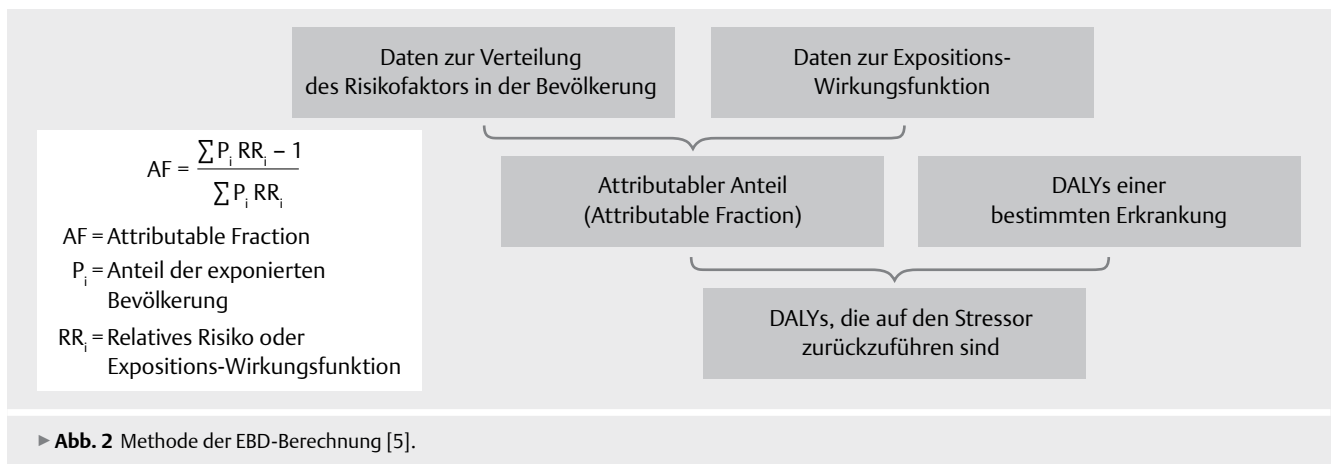 Daten zur Verteilung
des Risikofaktors in der Bevölkerung
Daten zur Expositions-
Wirkungsfunktion
AF = ∑ Pᵢ RRᵢ – 1
∑ Pᵢ RRᵢ
AF = Attributable Fraction
Pᵢ = Anteil der exponierten
Bevölkerung
RRᵢ = Relatives Risiko oder
Expositions-Wirkungsfunktion
Attributabler Anteil
(Attributable Fraction)
DALYs einer
bestimmten Erkrankung
DALYs, die auf den Stressor
zurückzuführen sind
▶ Abb. 2 Methode der EBD-Berechnung [5].